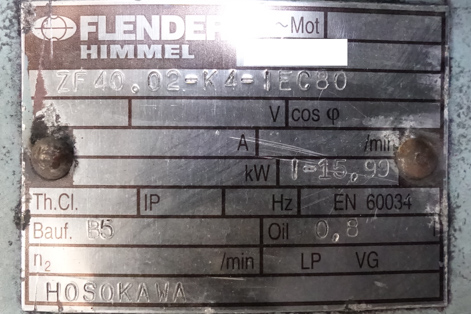 FLENDER ~Mot
HIMMEL
ZF40.02-K4-IEC80
V cos φ
A /min
kW I=15,99
Th.Cl. IP Hz EN 60034
Bauf. B5 Oil 0,8
n₂ /min LP VG
HOSOKAWA